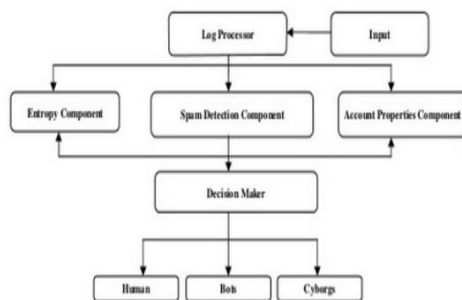 Log Processor
Input
Entropy Component
Spam Detection Component
Account Properties Component
Decision Maker
Human
Bots
Cyborgs